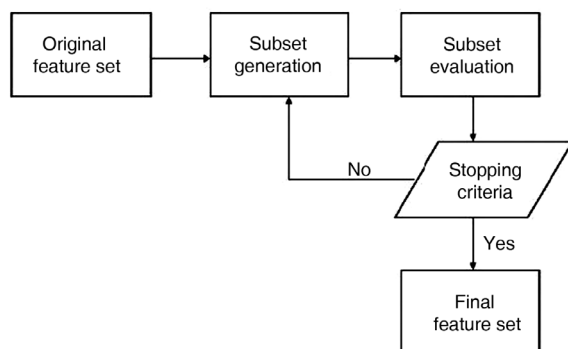 Original
feature set
Subset
generation
Subset
evaluation
No
Stopping
criteria
Yes
Final
feature set